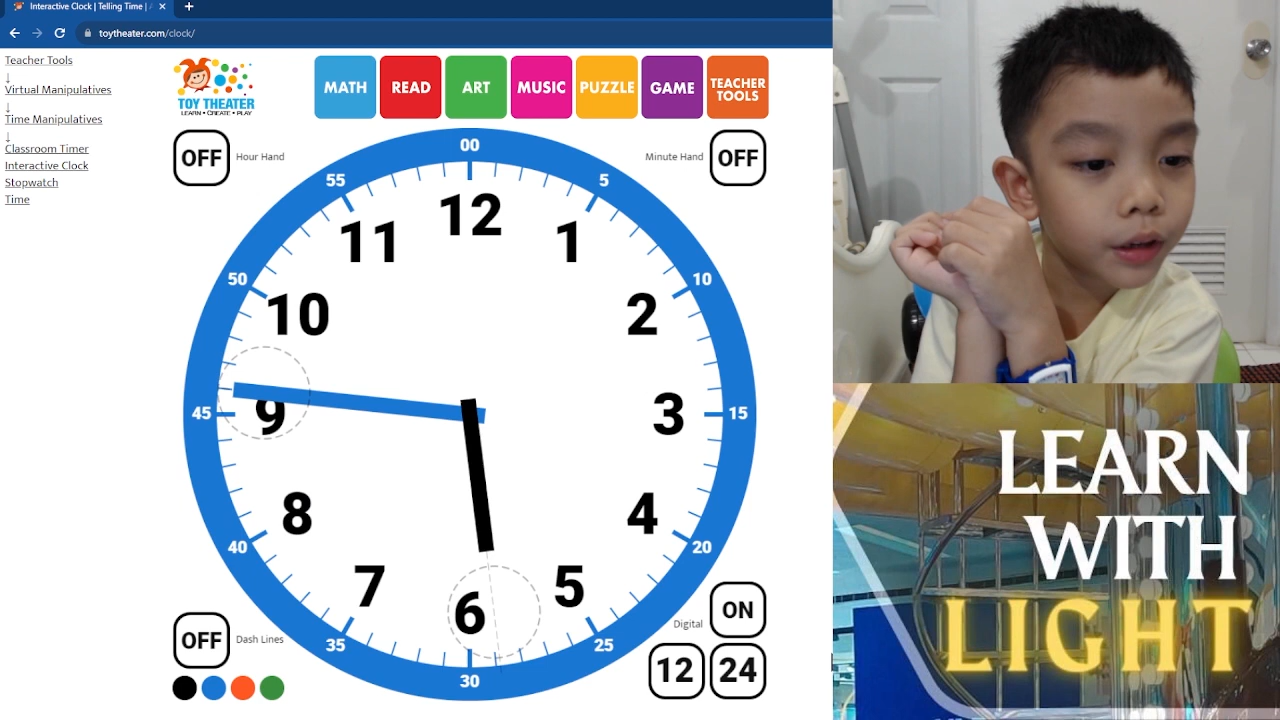 Interactive Clock | Telling Time |
toytheater.com/clock/
Teacher Tools
↓
Virtual Manipulatives
↓
Time Manipulatives
↓
Classroom Timer
Interactive Clock
Stopwatch
Time
TOY THEATER
LEARN • CREATE • PLAY
MATH
READ
ART
MUSIC
PUZZLE
GAME
TEACHER
TOOLS
OFF
Hour Hand
Minute Hand
OFF
00
5
10
15
20
25
30
35
40
45
50
55
12
1
2
3
4
5
6
7
8
9
10
11
OFF
Dash Lines
Digital
ON
12
24
LEARN
WITH
LIGHT